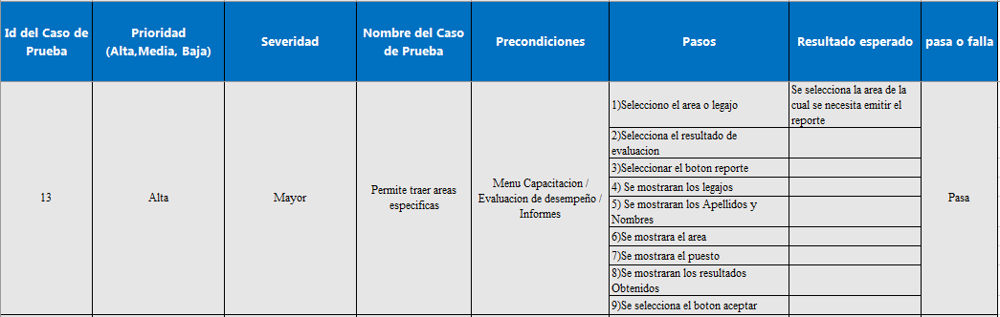 Id del Caso de
Prueba
Prioridad
(Alta,Media, Baja)
Severidad
Nombre del Caso
de Prueba
Precondiciones
Pasos
Resultado esperado
pasa o falla
13
Alta
Mayor
Permite traer areas
especificas
Menu Capacitacion /
Evaluacion de desempeño /
Informes
1)Selecciono el area o legajo
Se selecciona la area de la
cual se necesita emitir el
reporte
2)Selecciona el resultado de
evaluacion
3)Seleccionar el boton reporte
4) Se mostraran los legajos
5) Se mostraran los Apellidos y
Nombres
6)Se mostrara el area
7)Se mostrara el puesto
8)Se mostraran los resultados
Obtenidos
9)Se selecciona el boton aceptar
Pasa